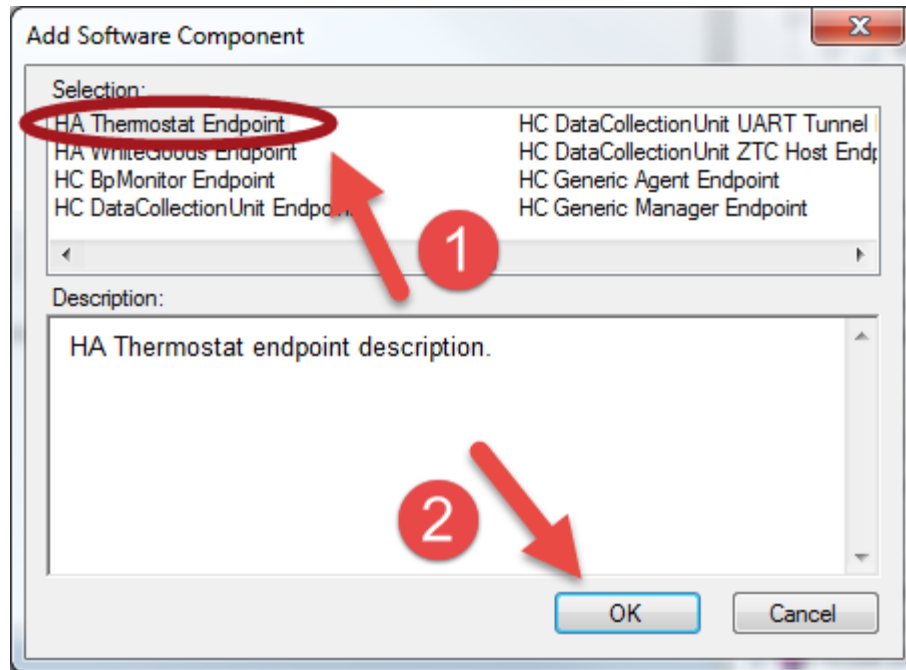 Add Software Component
Selection:
HA Thermostat Endpoint
HA WhiteGoods Endpoint
HC BpMonitor Endpoint
HC DataCollectionUnit Endpoint
HC DataCollectionUnit UART Tunnel
HC DataCollectionUnit ZTC Host
HC Generic Agent Endpoint
HC Generic Manager Endpoint
1
Description:
HA Thermostat endpoint description.
2
OK
Cancel